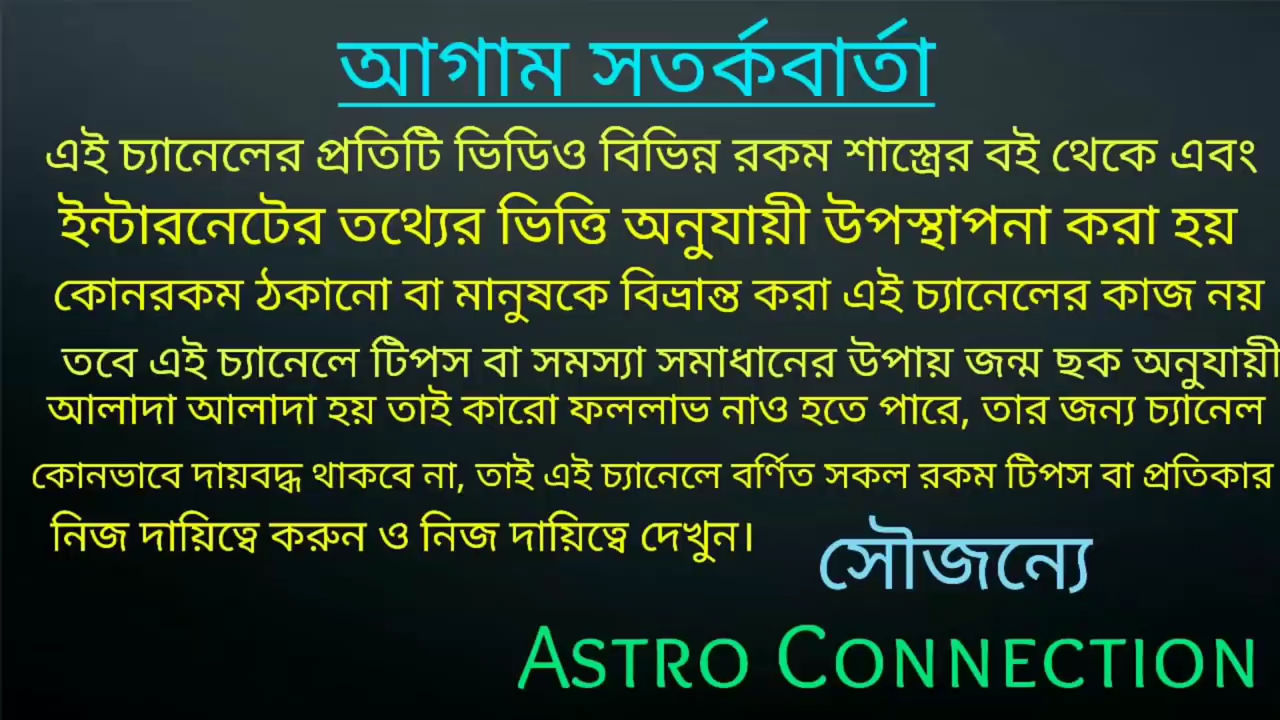 আগাম সতর্কবার্তা
এই চ্যানেলের প্রতিটি ভিডিও বিভিন্ন রকম শাস্ত্রের বই থেকে এবং
ইন্টারনেটের তথ্যের ভিত্তি অনুযায়ী উপস্থাপনা করা হয়
কোনরকম ঠকানো বা মানুষকে বিভ্রান্ত করা এই চ্যানেলের কাজ নয়
তবে এই চ্যানেলে টিপস বা সমস্যা সমাধানের উপায় জন্ম ছক অনুযায়ী
আলাদা আলাদা হয় তাই কারো ফললাভ নাও হতে পারে, তার জন্য চ্যানেল
কোনভাবে দায়বদ্ধ থাকবে না, তাই এই চ্যানেলে বর্ণিত সকল রকম টিপস বা প্রতিকার
নিজ দায়িত্বে করুন ও নিজ দায়িত্বে দেখুন।
সৌজন্যে
ASTRO CONNECTION